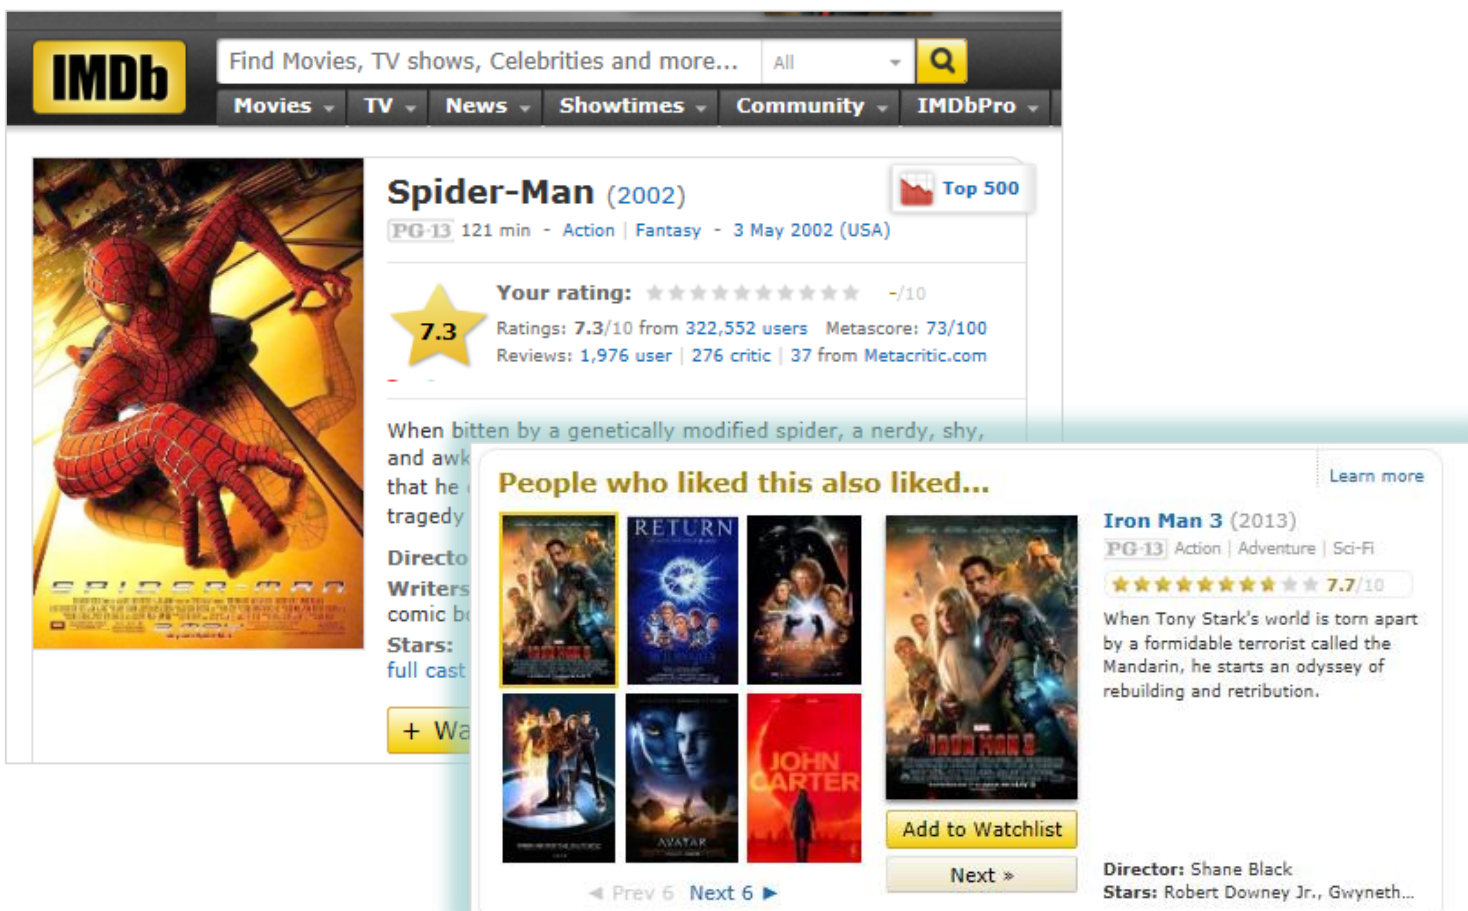 IMDb
Find Movies, TV shows, Celebrities and more...
All
Movies
TV
News
Showtimes
Community
IMDbPro
Spider-Man (2002)
Top 500
PG-13 121 min - Action | Fantasy - 3 May 2002 (USA)
Your rating: -/10
7.3
Ratings: 7.3/10 from 322,552 users Metascore: 73/100
Reviews: 1,976 user | 276 critic | 37 from Metacritic.com
When bitten by a genetically modified spider, a nerdy, shy,
and awk
that he
tragedy
Directo
Writers
comic bo
Stars:
full cast
+ Wa
SPIDER-MAN
People who liked this also liked...
Learn more
RETURN
JOHN
CARTER
AVATAR
IRON MAN 3
◄ Prev 6 Next 6 ►
Iron Man 3 (2013)
PG-13 Action | Adventure | Sci-Fi
7.7/10
When Tony Stark's world is torn apart
by a formidable terrorist called the
Mandarin, he starts an odyssey of
rebuilding and retribution.
Add to Watchlist
Next »
Director: Shane Black
Stars: Robert Downey Jr., Gwyneth...